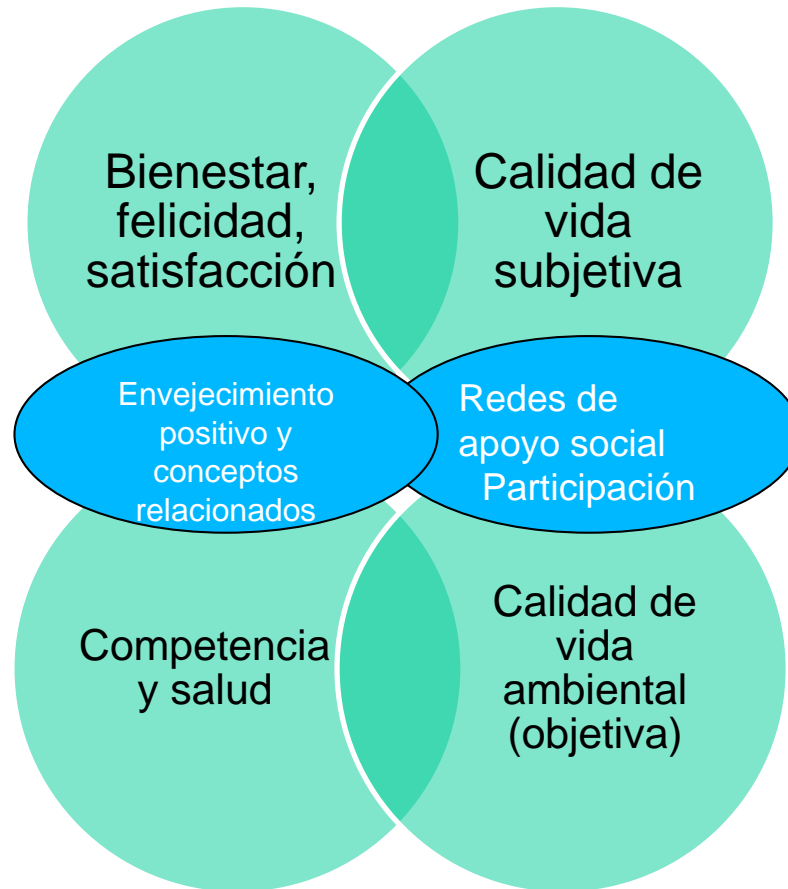 Bienestar,
felicidad,
satisfacción
Calidad de
vida
subjetiva
Envejecimiento
positivo y
conceptos
relacionados
Redes de
apoyo social
Participación
Competencia
y salud
Calidad de
vida
ambiental
(objetiva)